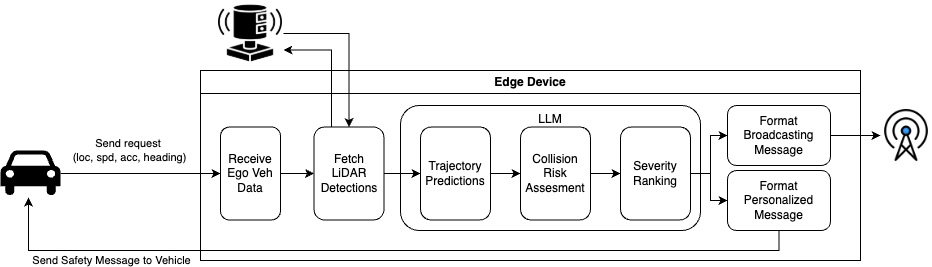 Edge Device
LLM
Send request
(loc, spd, acc, heading)
Receive
Ego Veh
Data
Fetch
LiDAR
Detections
Trajectory
Predictions
Collision
Risk
Assesment
Severity
Ranking
Format
Broadcasting
Message
Format
Personalized
Message
Send Safety Message to Vehicle